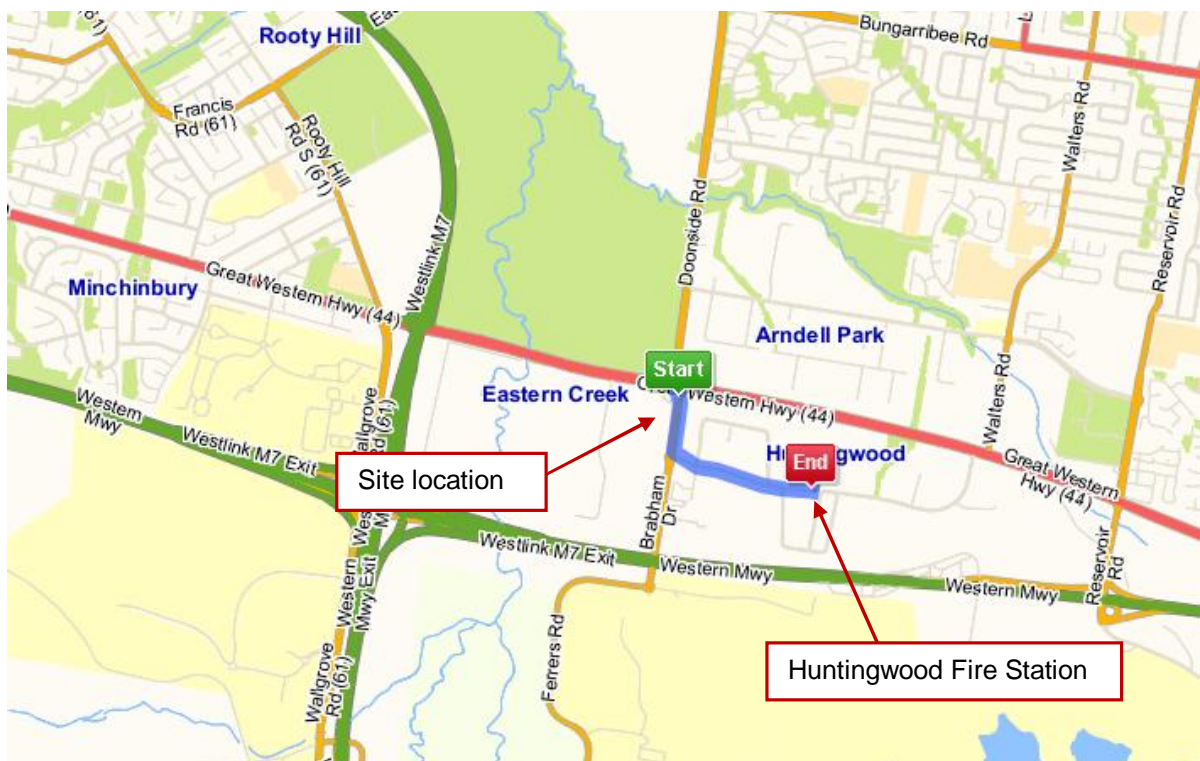 Rooty Hill
Bungarribee Rd
Francis
Rd (61)
Rooty Hill
Rd S (61)
Westlink M7
Doonside Rd
Walters Rd
Reservoir Rd
Minchinbury
Great Western Hwy (44)
Arndell Park
Start
Eastern Creek
Western Hwy (44)
Walters Rd
Western
Mwy
Westlink M7 Exit
Site location
End
Great Western
Hwy (44)
Brabham
Dr
Westlink M7 Exit
Western Mwy
Western Mwy
Reservoir
Rd
Western
Mwy Exit
Ferrers Rd
Wallgrove
Rd (61)
Huntingwood Fire Station